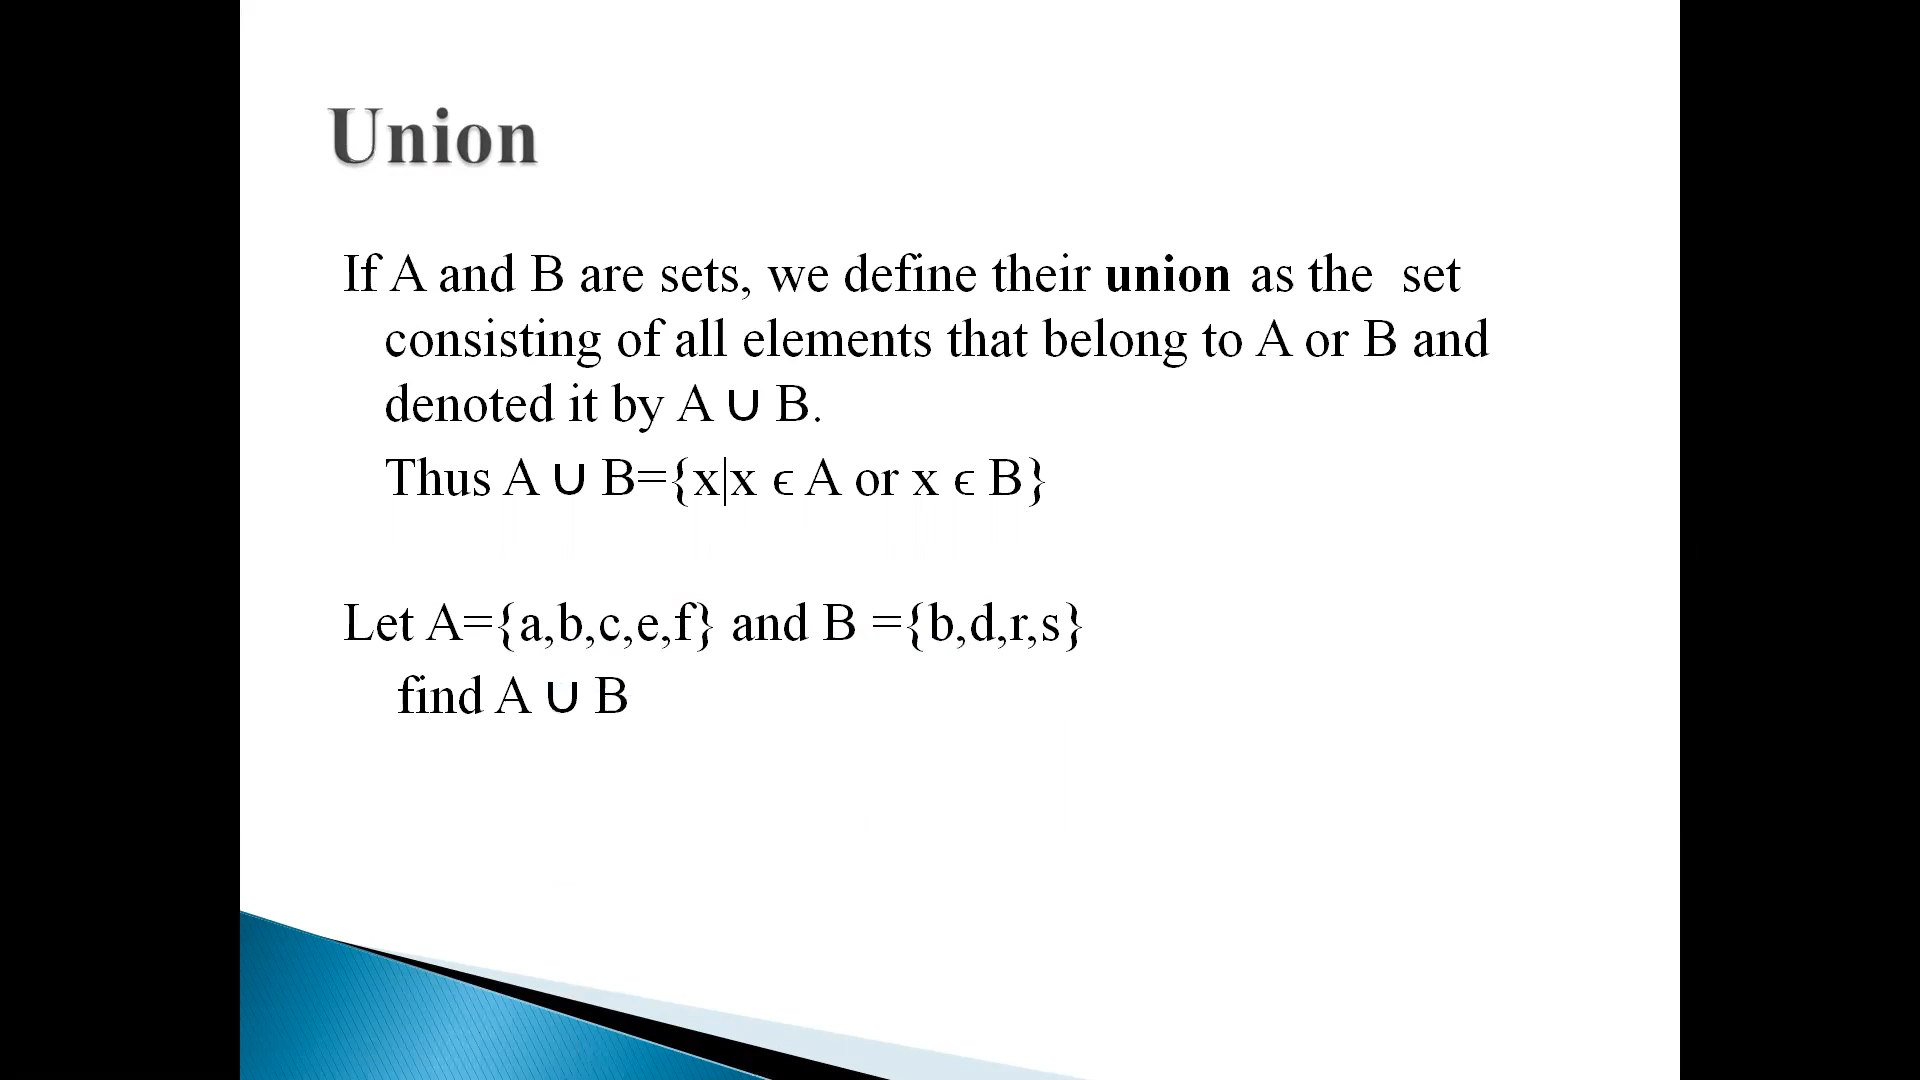 Union
If A and B are sets, we define their union as the set
consisting of all elements that belong to A or B and
denoted it by A ∪ B.
Thus A ∪ B={x|x ϵ A or x ϵ B}
Let A={a,b,c,e,f} and B ={b,d,r,s}
find A ∪ B